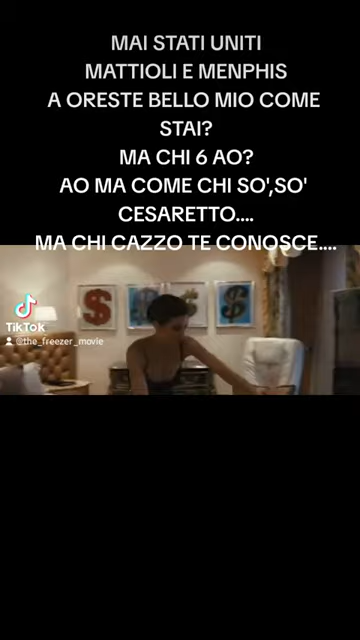 MAI STATI UNITI
MATTIOLI E MENPHIS
A ORESTE BELLO MIO COME
STAI?
MA CHI 6 AO?
AO MA COME CHI SO',SO'
CESARETTO....
MA CHI CAZZO TE CONOSCE....
$ $ $ $
TikTok
@the_freezer_movie